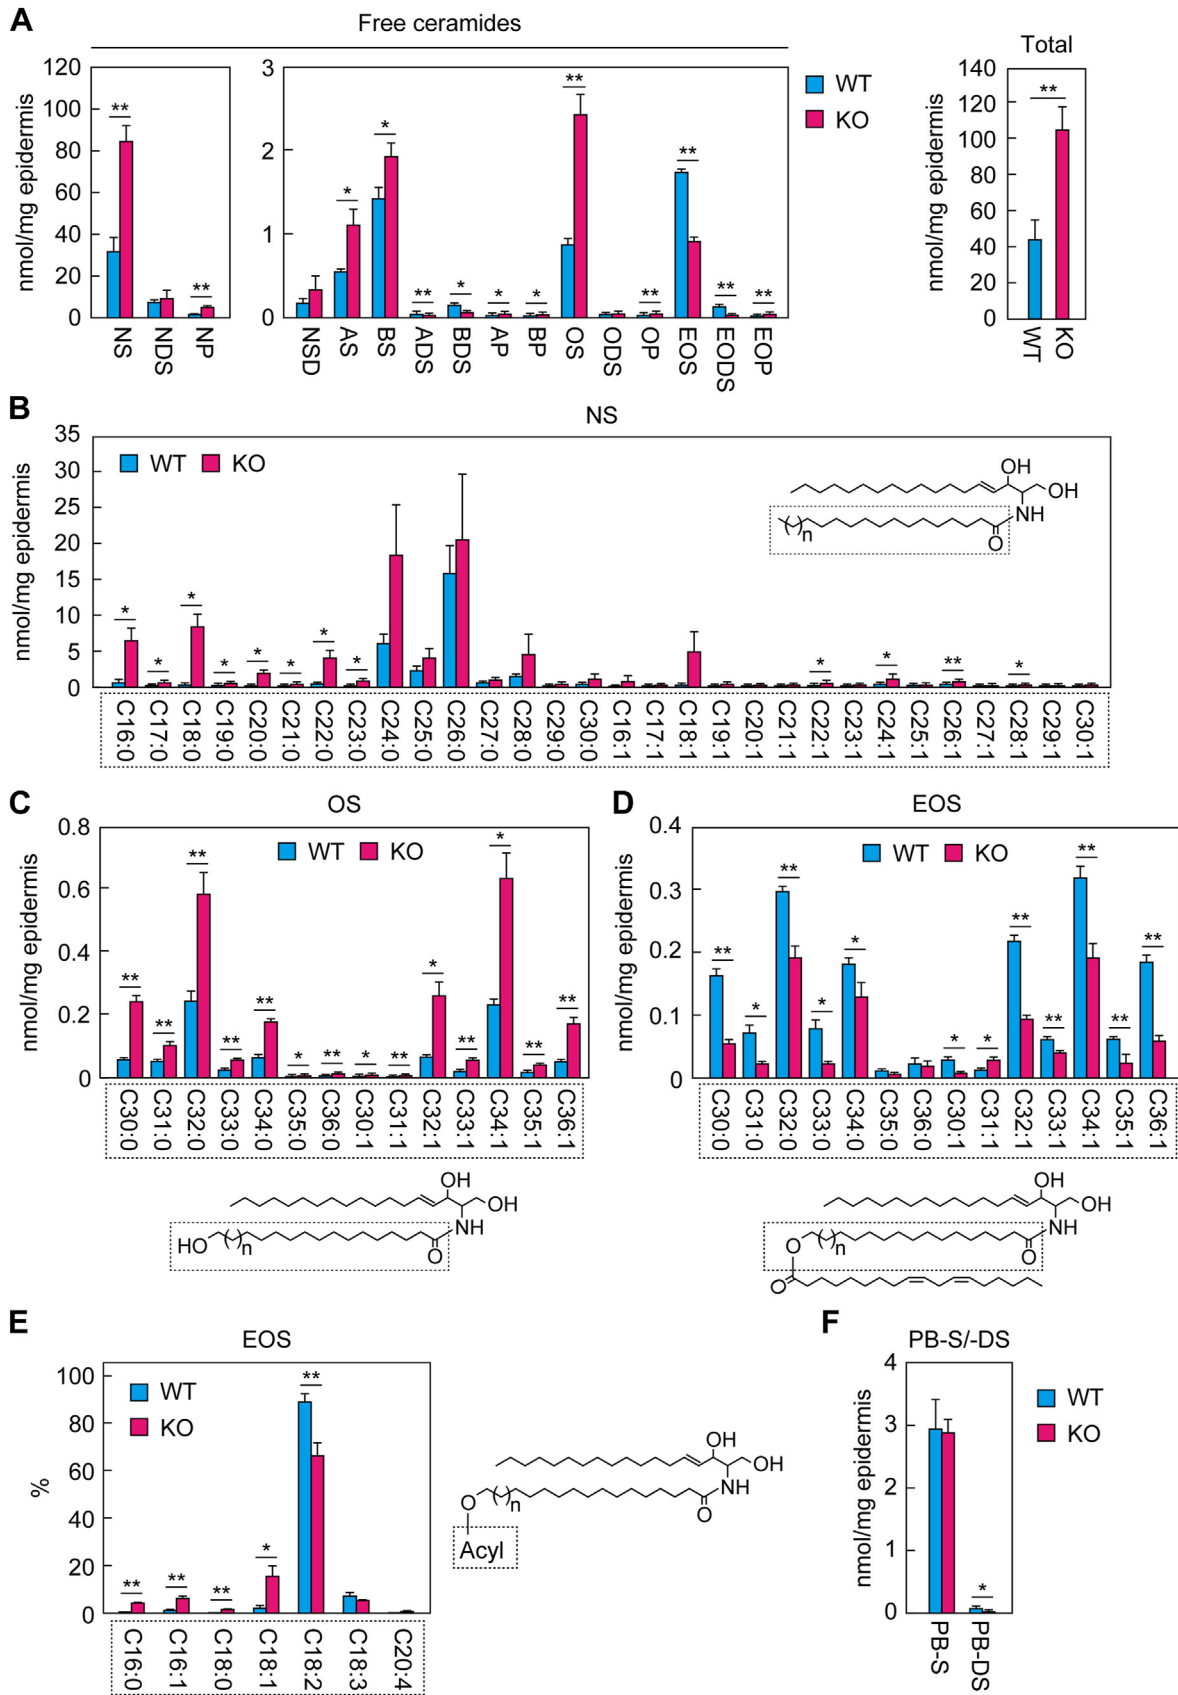 A
Free ceramides
Total
nmol/mg epidermis
120
100
80
60
40
20
0
**
**
NS
NDS
NP
3
2
1
0
*
*
**
*
*
*
**
**
**
**
**
NSD
AS
BS
ADS
BDS
AP
BP
OS
ODS
OP
EOS
EODS
EOP
WT
KO
nmol/mg epidermis
140
120
100
80
60
40
20
0
**
WT
KO
B
NS
nmol/mg epidermis
35
30
25
20
15
10
5
0
WT
KO
OH
OH
NH
O
n
*
*
*
*
*
*
*
*
*
*
**
*
C16:0
C17:0
C18:0
C19:0
C20:0
C21:0
C22:0
C23:0
C24:0
C25:0
C26:0
C27:0
C28:0
C29:0
C30:0
C16:1
C17:1
C18:1
C19:1
C20:1
C21:1
C22:1
C23:1
C24:1
C25:1
C26:1
C27:1
C28:1
C29:1
C30:1
C
OS
nmol/mg epidermis
0.8
0.6
0.4
0.2
0
WT
KO
**
**
**
**
**
*
**
*
**
*
**
*
**
**
C30:0
C31:0
C32:0
C33:0
C34:0
C35:0
C36:0
C30:1
C31:1
C32:1
C33:1
C34:1
C35:1
C36:1
OH
OH
NH
HO
n
O
D
EOS
nmol/mg epidermis
0.4
0.3
0.2
0.1
0
WT
KO
**
*
**
*
*
*
*
**
**
**
**
**
C30:0
C31:0
C32:0
C33:0
C34:0
C35:0
C36:0
C30:1
C31:1
C32:1
C33:1
C34:1
C35:1
C36:1
OH
OH
NH
O
n
O
O
E
EOS
%
100
80
60
40
20
0
WT
KO
**
**
**
*
**
C16:0
C16:1
C18:0
C18:1
C18:2
C18:3
C20:4
OH
OH
NH
O
n
O
Acyl
F
PB-S/-DS
nmol/mg epidermis
4
3
2
1
0
*
PB-S
PB-DS
WT
KO